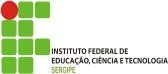 INSTITUTO FEDERAL DE
EDUCAÇÃO, CIÊNCIA E TECNOLOGIA
SERGIPE